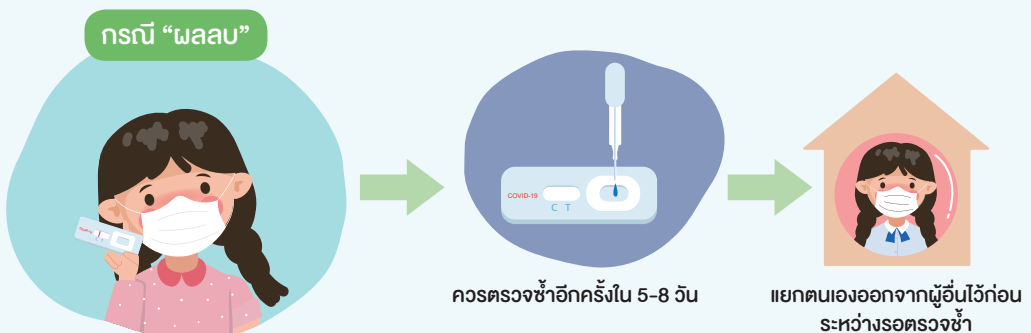 กรณี “ผลลบ”
COVID-19
C T
C T
ควรตรวจซ้ำอีกครั้งใน 5-8 วัน
แยกตนเองออกจากผู้อื่นไว้ก่อน
ระหว่างรอตรวจซ้ำ